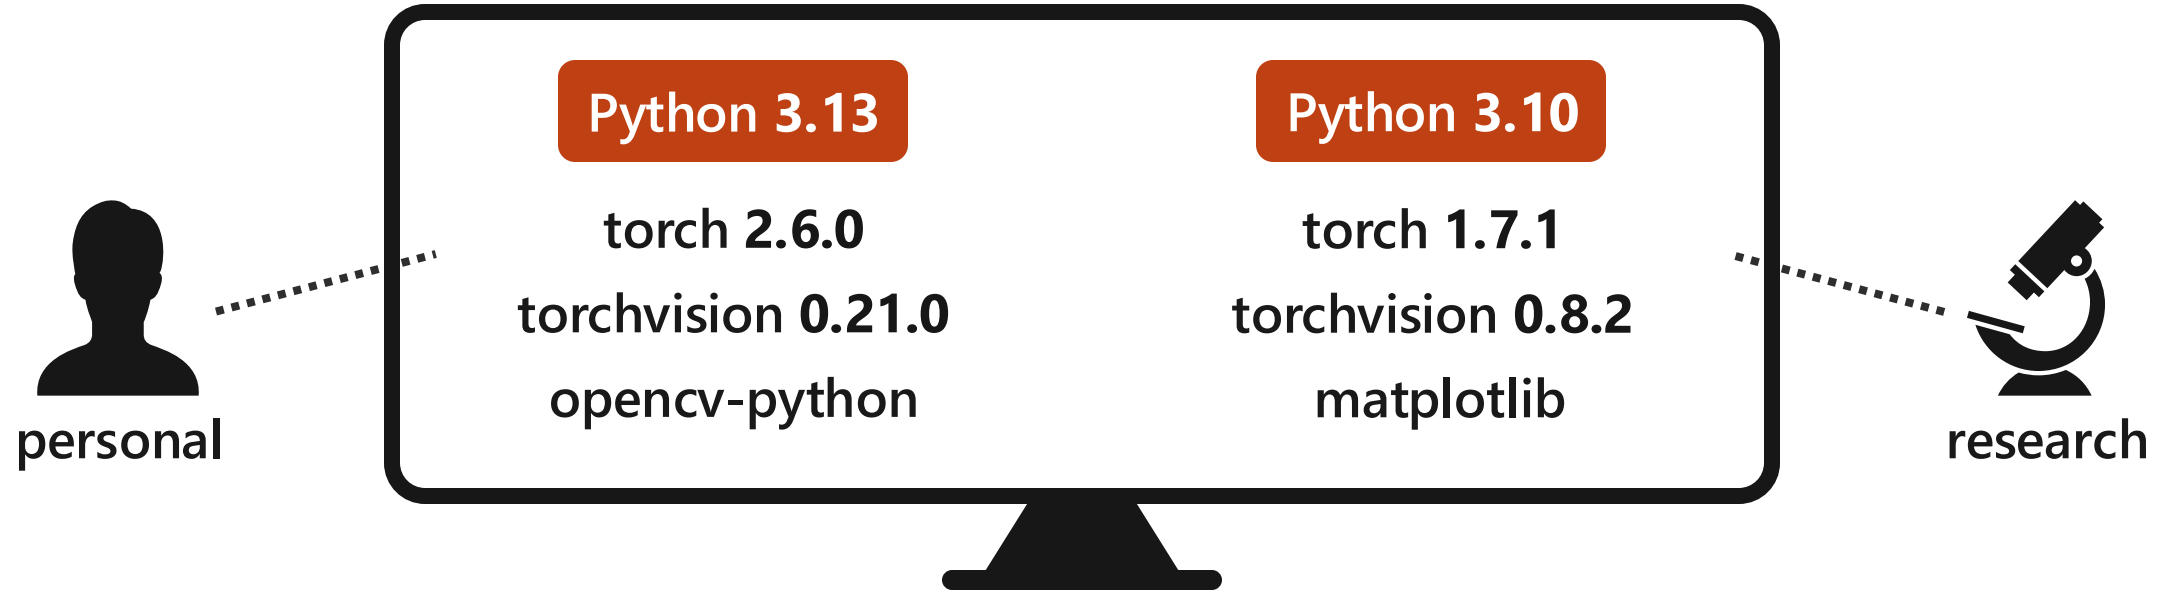 Python 3.13
torch 2.6.0
torchvision 0.21.0
opencv-python
Python 3.10
torch 1.7.1
torchvision 0.8.2
matplotlib
personal
research